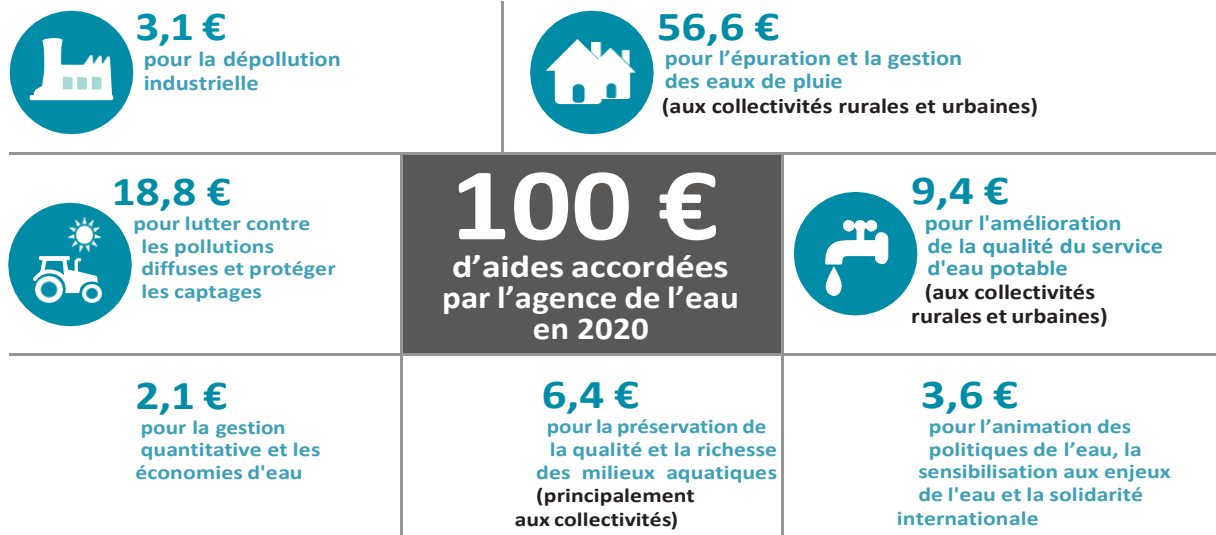 3,1 €
pour la dépollution
industrielle
56,6 €
pour l’épuration et la gestion
des eaux de pluie
(aux collectivités rurales et urbaines)
18,8 €
pour lutter contre
les pollutions
diffuses et protéger
les captages
100 €
d’aides accordées
par l’agence de l’eau
en 2020
9,4 €
pour l'amélioration
de la qualité du service
d'eau potable
(aux collectivités
rurales et urbaines)
2,1 €
pour la gestion
quantitative et les
économies d'eau
6,4 €
pour la préservation de
la qualité et la richesse
des milieux aquatiques
(principalement
aux collectivités)
3,6 €
pour l’animation des
politiques de l’eau, la
sensibilisation aux enjeux
de l'eau et la solidarité
internationale